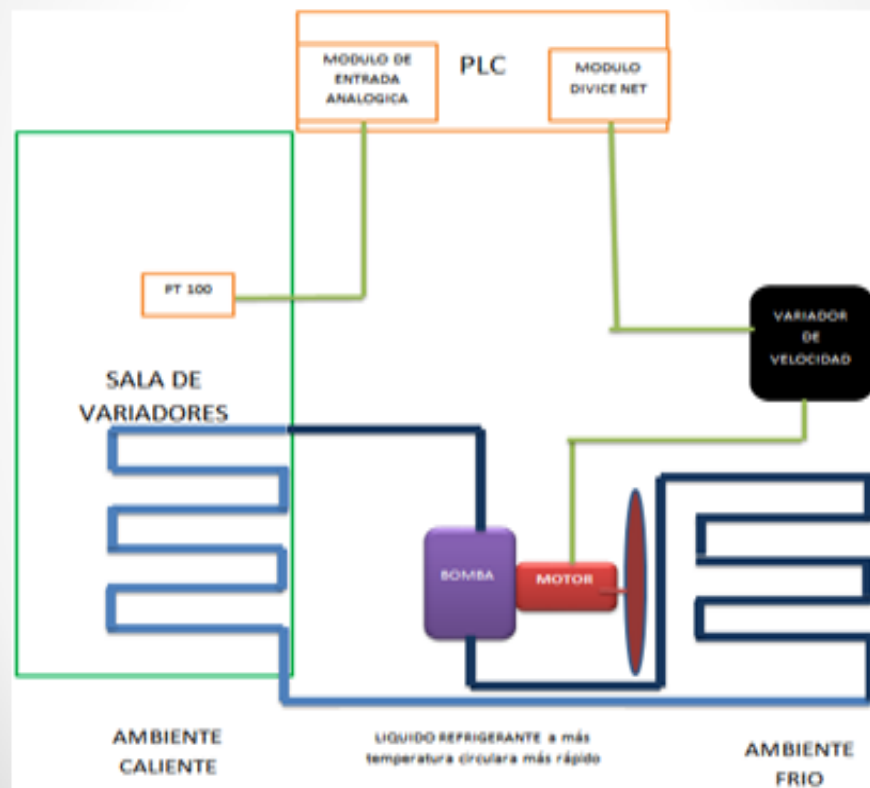 MODULO DE
ENTRADA
ANALOGICA
PLC
MODULO
DIVICE NET
PT 100
VARIADOR
DE
VELOCIDAD
SALA DE
VARIADORES
BOMBA
MOTOR
AMBIENTE
CALIENTE
LIQUIDO REFRIGERANTE a más
temperatura circulara más rápido
AMBIENTE
FRIO